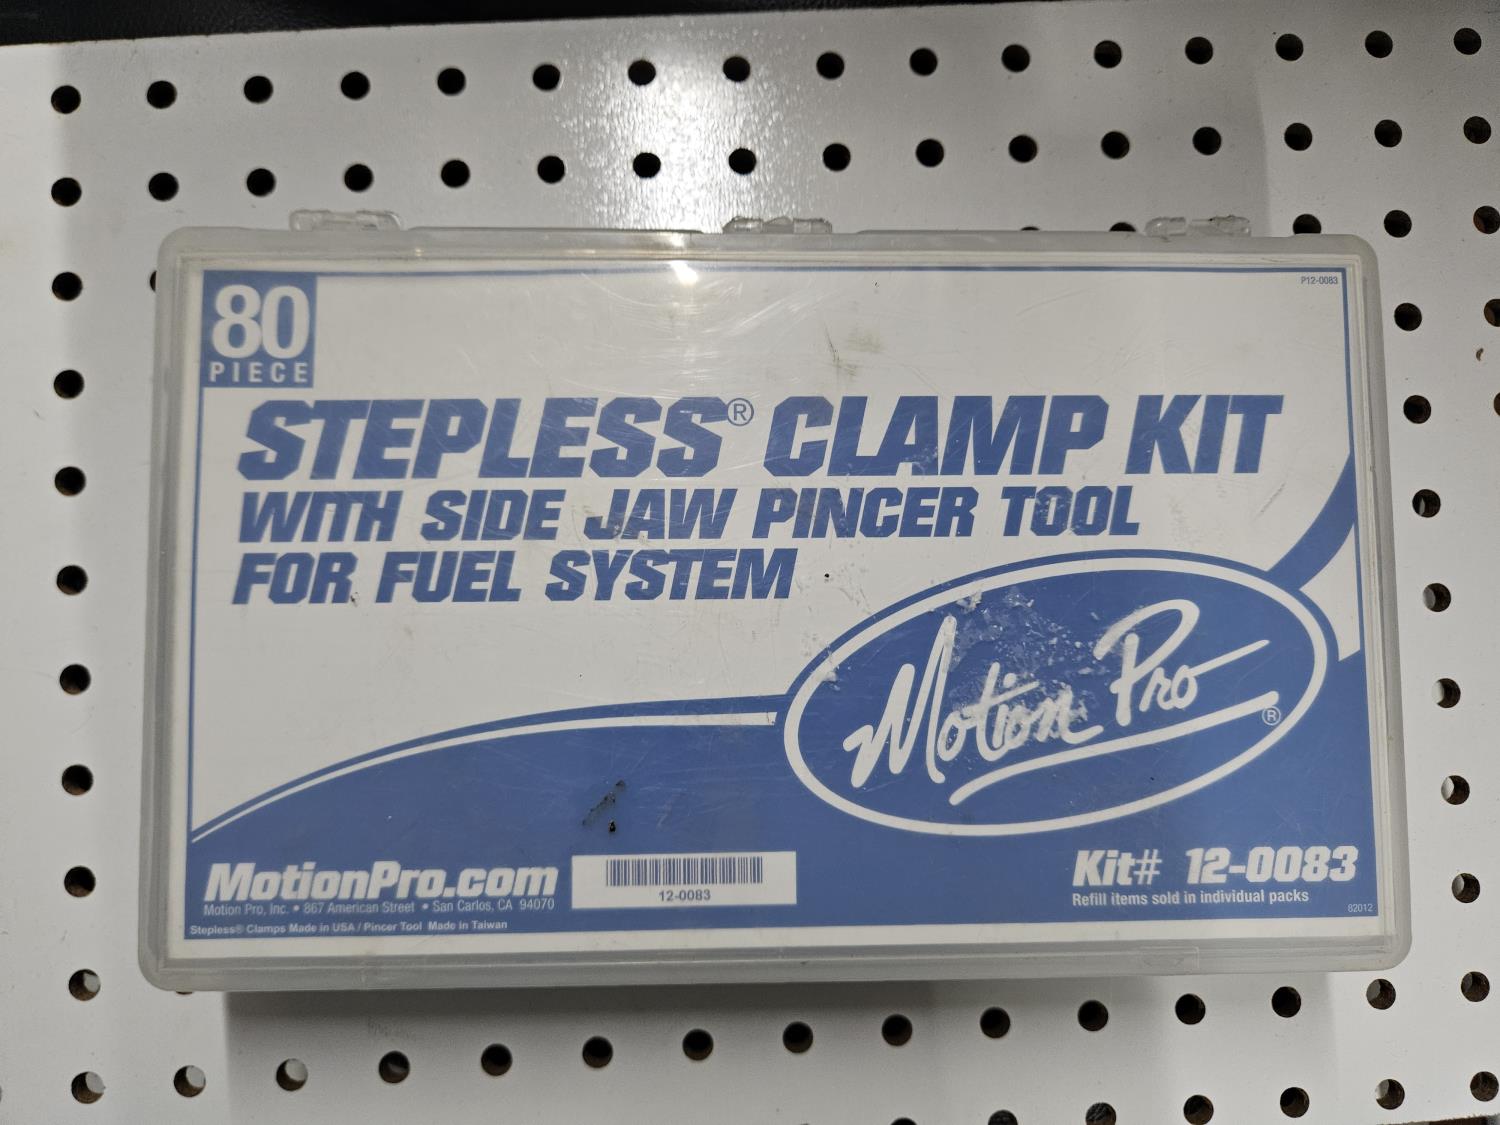 P12-0083
80
PIECE
STEPLESS® CLAMP KIT
WITH SIDE JAW PINCER TOOL
FOR FUEL SYSTEM
Motion Pro®
MotionPro.com
Motion Pro, Inc. • 867 American Street • San Carlos, CA 94070
Stepless® Clamps Made in USA / Pincer Tool Made in Taiwan
12-0083
Kit# 12-0083
Refill items sold in individual packs
82012